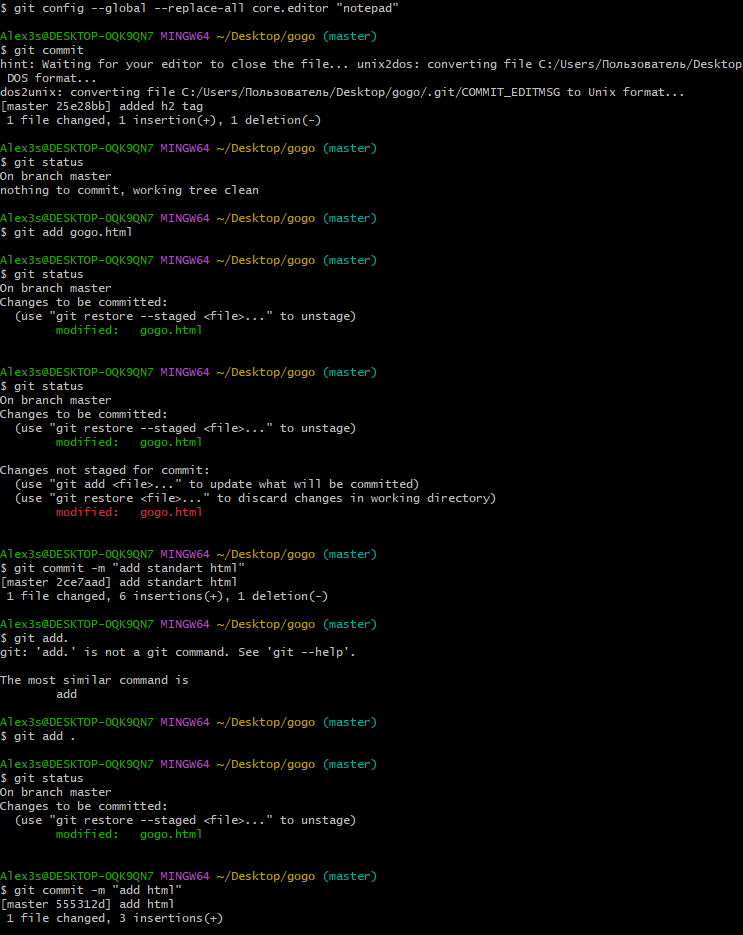 $ git config --global --replace-all core.editor "notepad"
Alex3s@DESKTOP-OQK9QN7 MINGW64 ~/Desktop/gogo (master)
$ git commit
hint: Waiting for your editor to close the file... unix2dos: converting file C:/Users/Пользователь/Desktop
DOS format...
dos2unix: converting file C:/Users/Пользователь/Desktop/gogo/.git/COMMIT_EDITMSG to Unix format...
[master 25e28bb] added h2 tag
1 file changed, 1 insertion(+), 1 deletion(-)
Alex3s@DESKTOP-OQK9QN7 MINGW64 ~/Desktop/gogo (master)
$ git status
On branch master
nothing to commit, working tree clean
Alex3s@DESKTOP-OQK9QN7 MINGW64 ~/Desktop/gogo (master)
$ git add gogo.html
Alex3s@DESKTOP-OQK9QN7 MINGW64 ~/Desktop/gogo (master)
$ git status
On branch master
Changes to be committed:
(use "git restore --staged <file>..." to unstage)
modified:   gogo.html
Alex3s@DESKTOP-OQK9QN7 MINGW64 ~/Desktop/gogo (master)
$ git status
On branch master
Changes to be committed:
(use "git restore --staged <file>..." to unstage)
modified:   gogo.html
Changes not staged for commit:
(use "git add <file>..." to update what will be committed)
(use "git restore <file>..." to discard changes in working directory)
modified:   gogo.html
Alex3s@DESKTOP-OQK9QN7 MINGW64 ~/Desktop/gogo (master)
$ git commit -m "add standart html"
[master 2ce7aad] add standart html
1 file changed, 6 insertions(+), 1 deletion(-)
Alex3s@DESKTOP-OQK9QN7 MINGW64 ~/Desktop/gogo (master)
$ git add.
git: 'add.' is not a git command. See 'git --help'.
The most similar command is
add
Alex3s@DESKTOP-OQK9QN7 MINGW64 ~/Desktop/gogo (master)
$ git add .
Alex3s@DESKTOP-OQK9QN7 MINGW64 ~/Desktop/gogo (master)
$ git status
On branch master
Changes to be committed:
(use "git restore --staged <file>..." to unstage)
modified:   gogo.html
Alex3s@DESKTOP-OQK9QN7 MINGW64 ~/Desktop/gogo (master)
$ git commit -m "add html"
[master 555312d] add html
1 file changed, 3 insertions(+)